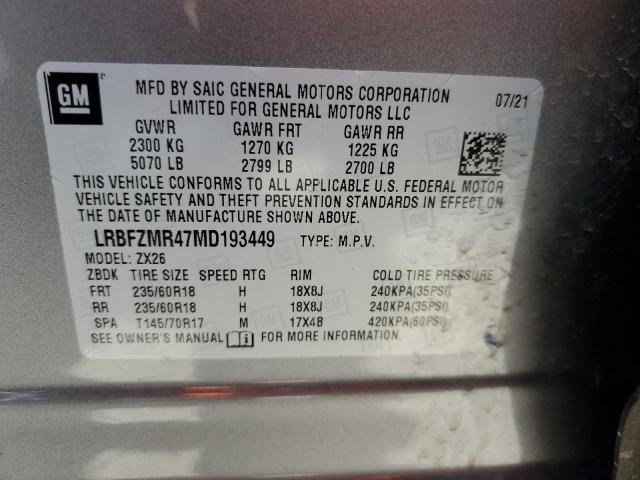 GM
MFD BY SAIC GENERAL MOTORS CORPORATION
LIMITED FOR GENERAL MOTORS LLC
07/21
GVWR GAWR FRT GAWR RR
2300 KG 1270 KG 1225 KG
5070 LB 2799 LB 2700 LB
THIS VEHICLE CONFORMS TO ALL APPLICABLE U.S. FEDERAL MOTOR
VEHICLE SAFETY AND THEFT PREVENTION STANDARDS IN EFFECT ON
THE DATE OF MANUFACTURE SHOWN ABOVE.
LRBFZMR47MD193449 TYPE: M.P.V.
MODEL: ZX26
ZBDK TIRE SIZE SPEED RTG RIM COLD TIRE PRESSURE
FRT 235/60R18 H 18X8J 240KPA(35PSI)
RR 235/60R18 H 18X8J 240KPA(35PSI)
SPA T145/70R17 M 17X4B 420KPA(60PSI)
SEE OWNER'S MANUAL FOR MORE INFORMATION.